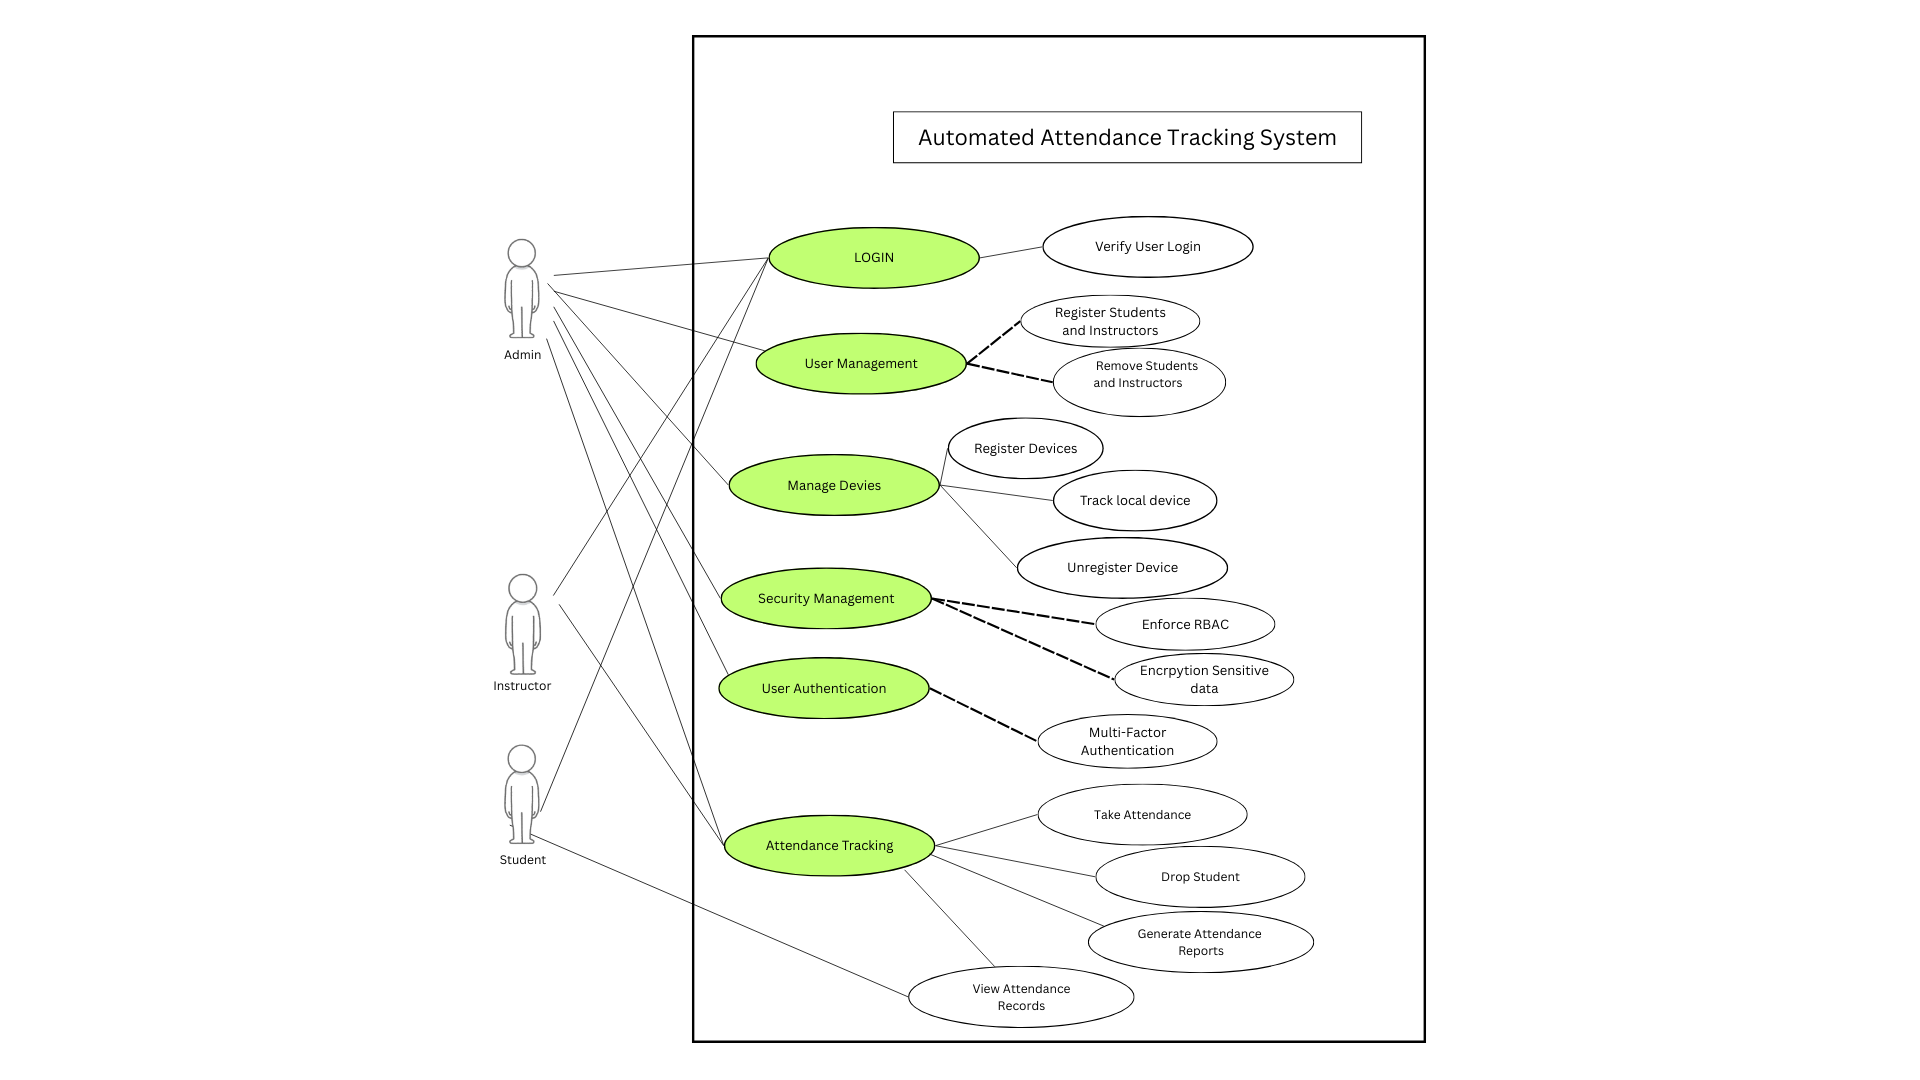 Automated Attendance Tracking System
Admin
Instructor
Student
LOGIN
Verify User Login
User Management
Register Students
and Instructors
Remove Students
and Instructors
Manage Devies
Register Devices
Track local device
Unregister Device
Security Management
Enforce RBAC
Encrpytion Sensitive
data
User Authentication
Multi-Factor
Authentication
Attendance Tracking
Take Attendance
Drop Student
Generate Attendance
Reports
View Attendance
Records